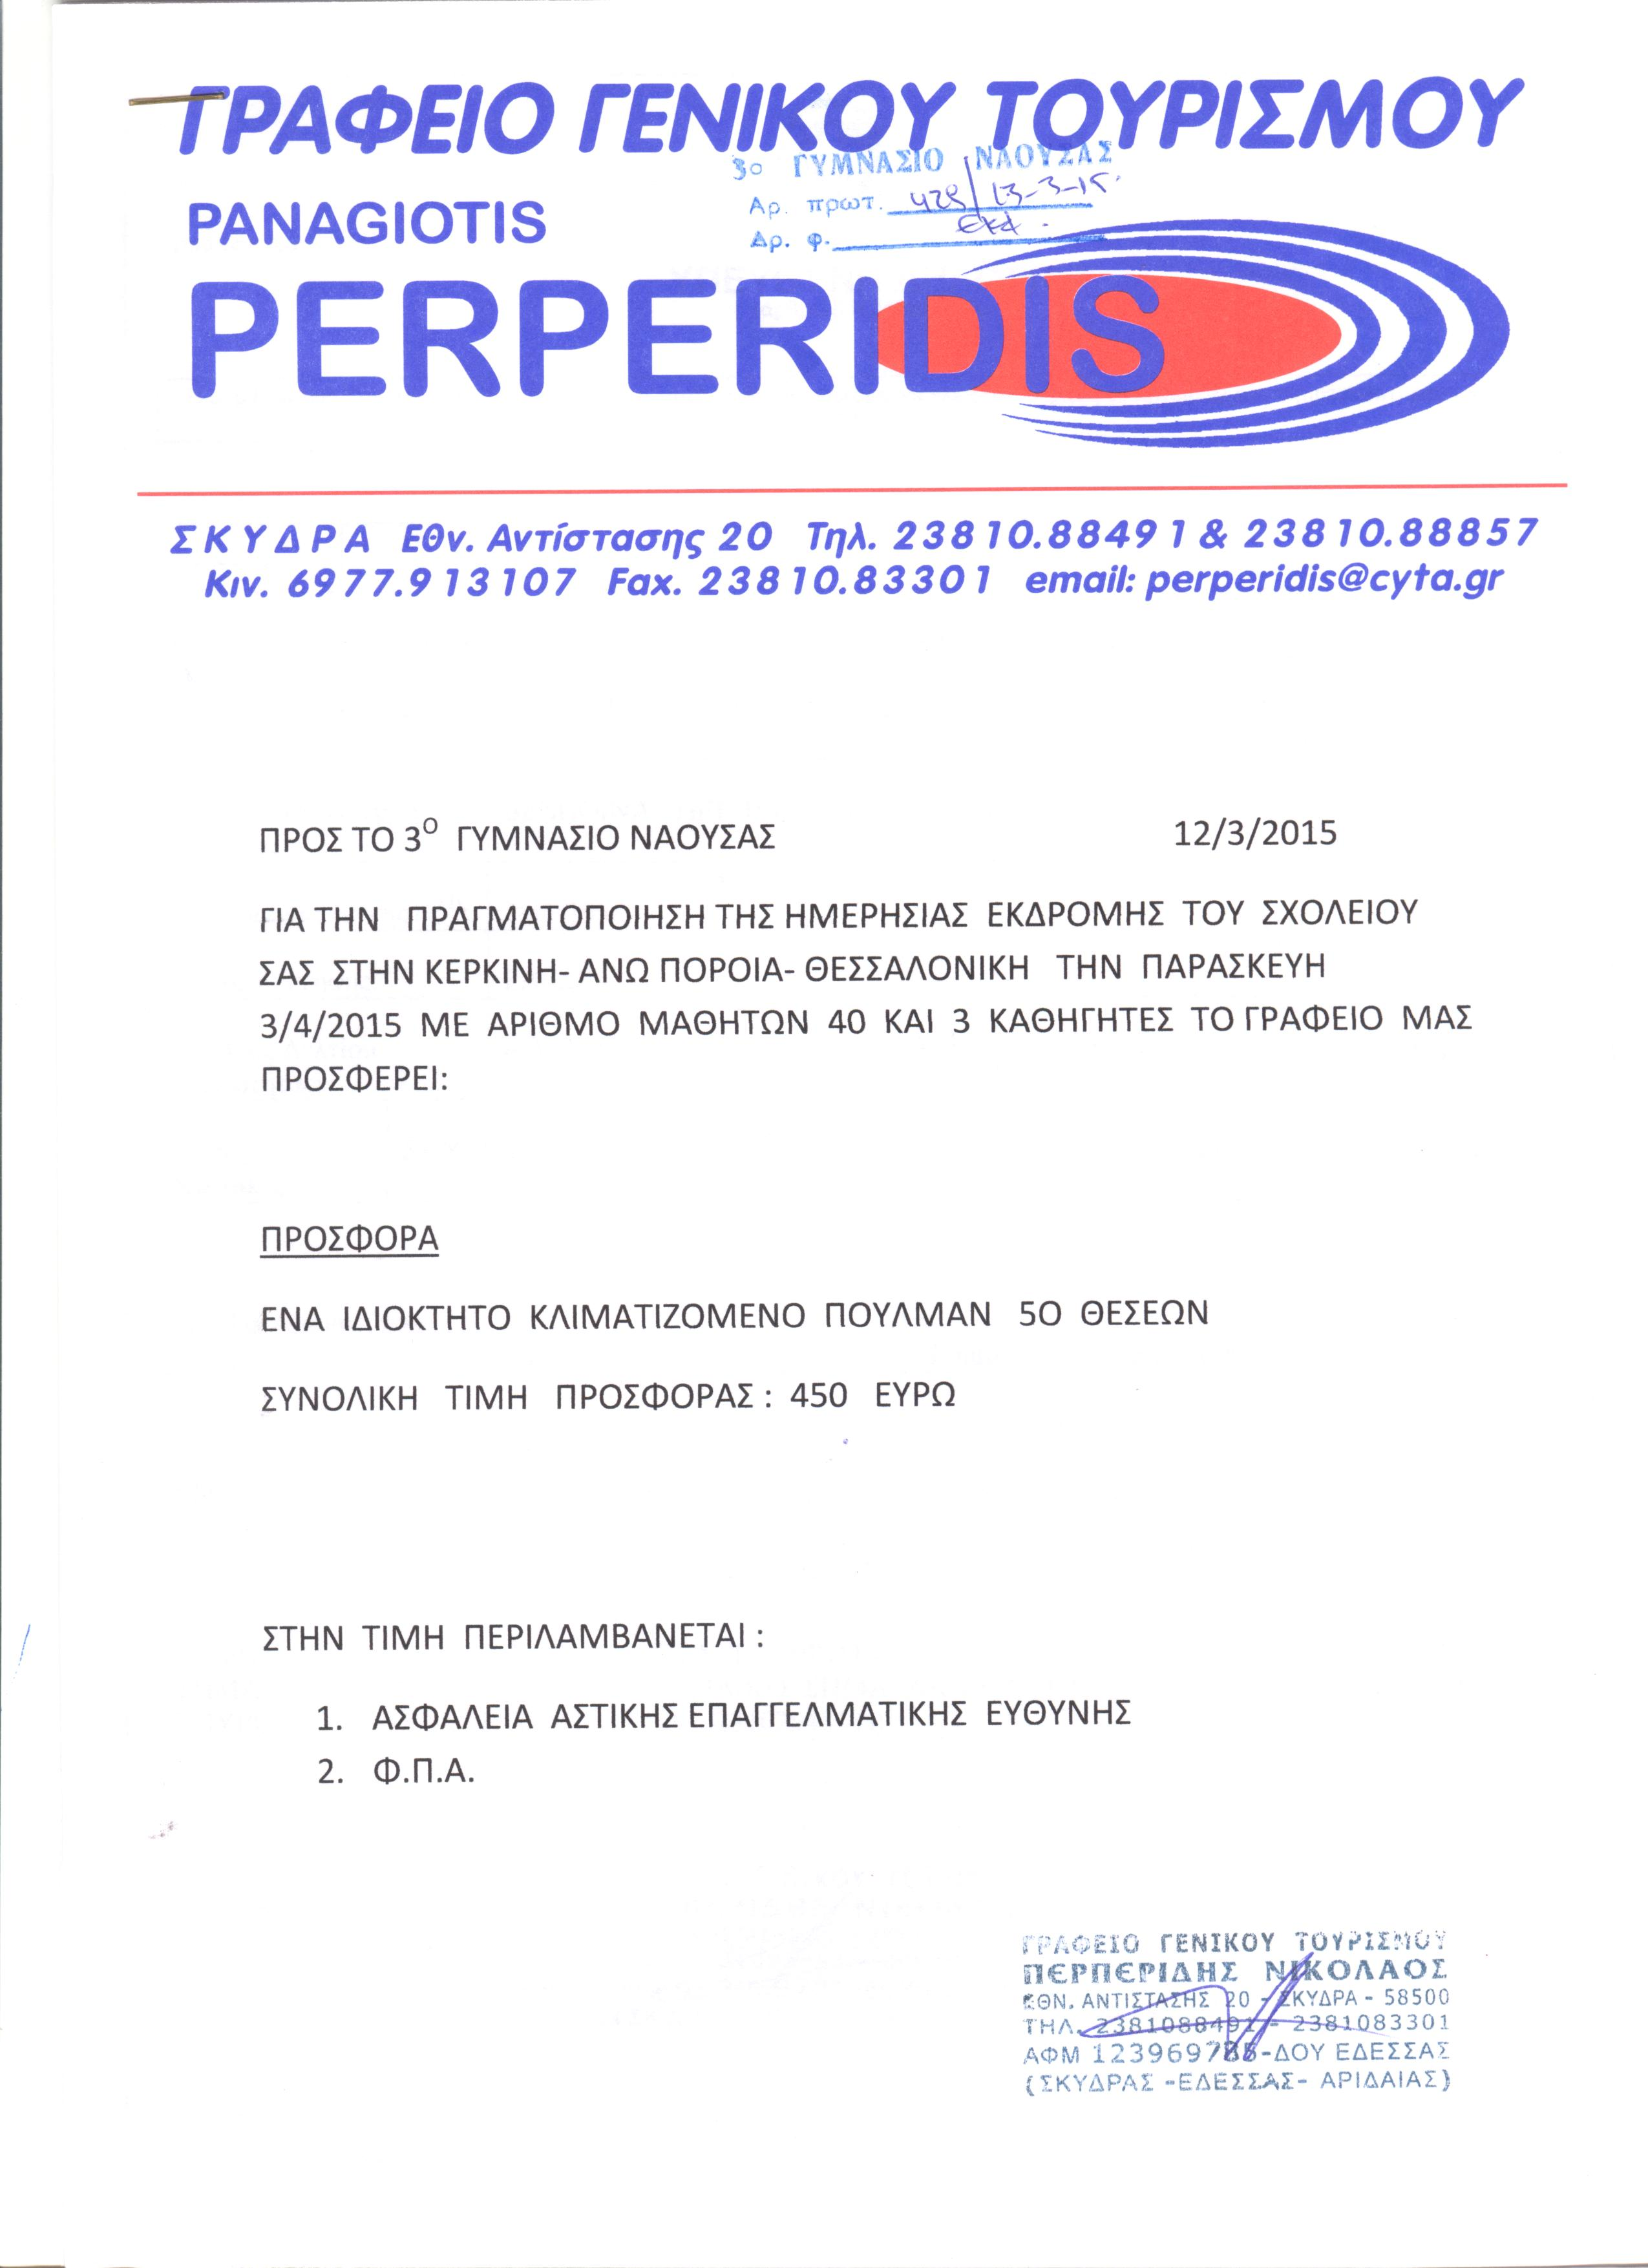 ΓΡΑΦΕΙΟ ΓΕΝΙΚΟΥ ΤΟΥΡΙΣΜΟΥ
3ο ΓΥΜΝΑΣΙΟ ΝΑΟΥΣΑΣ
Αρ. πρωτ. 428/13-3-15
Δρ. φ.
PANAGIOTIS
PERPERIDIS
ΣΚΥΔΡΑ Εθν. Αντίστασης 20 Τηλ. 23810.88491 & 23810.88857
Κιν. 6977.913107 Fax. 23810.83301 email: perperidis@cyta.gr
ΠΡΟΣ ΤΟ 3Ο ΓΥΜΝΑΣΙΟ ΝΑΟΥΣΑΣ 12/3/2015
ΓΙΑ ΤΗΝ ΠΡΑΓΜΑΤΟΠΟΙΗΣΗ ΤΗΣ ΗΜΕΡΗΣΙΑΣ ΕΚΔΡΟΜΗΣ ΤΟΥ ΣΧΟΛΕΙΟΥ
ΣΑΣ ΣΤΗΝ ΚΕΡΚΙΝΗ- ΑΝΩ ΠΟΡΟΙΑ- ΘΕΣΣΑΛΟΝΙΚΗ ΤΗΝ ΠΑΡΑΣΚΕΥΗ
3/4/2015 ΜΕ ΑΡΙΘΜΟ ΜΑΘΗΤΩΝ 40 ΚΑΙ 3 ΚΑΘΗΓΗΤΕΣ ΤΟ ΓΡΑΦΕΙΟ ΜΑΣ
ΠΡΟΣΦΕΡΕΙ:
ΠΡΟΣΦΟΡΑ
ΕΝΑ ΙΔΙΟΚΤΗΤΟ ΚΛΙΜΑΤΙΖΟΜΕΝΟ ΠΟΥΛΜΑΝ 5Ο ΘΕΣΕΩΝ
ΣΥΝΟΛΙΚΗ ΤΙΜΗ ΠΡΟΣΦΟΡΑΣ : 450 ΕΥΡΩ
ΣΤΗΝ ΤΙΜΗ ΠΕΡΙΛΑΜΒΑΝΕΤΑΙ :
1. ΑΣΦΑΛΕΙΑ ΑΣΤΙΚΗΣ ΕΠΑΓΓΕΛΜΑΤΙΚΗΣ ΕΥΘΥΝΗΣ
2. Φ.Π.Α.
ΓΡΑΦΕΙΟ ΓΕΝΙΚΟΥ ΤΟΥΡΙΣΜΟΥ
ΠΕΡΠΕΡΙΔΗΣ ΝΙΚΟΛΑΟΣ
ΕΘΝ. ΑΝΤΙΣΤΑΣΗΣ 20 - ΣΚΥΔΡΑ - 58500
ΤΗΛ. 2381088491 - 2381083301
ΑΦΜ -ΔΟΥ ΕΔΕΣΣΑΣ
(ΣΚΥΔΡΑΣ -ΕΔΕΣΣΑΣ- ΑΡΙΔΑΙΑΣ)